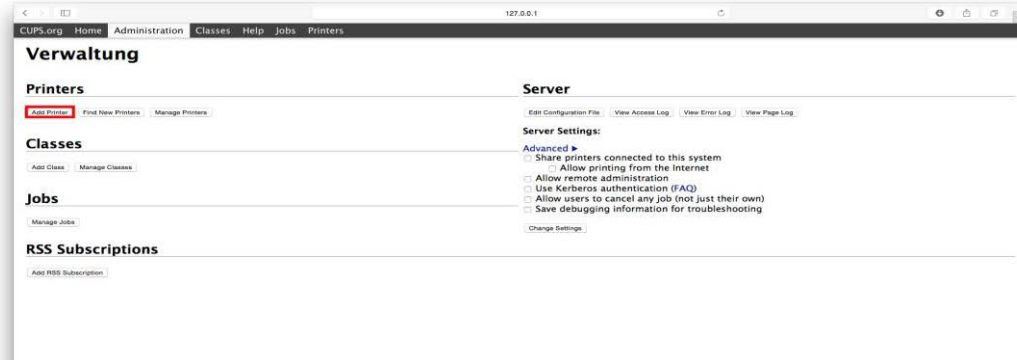 127.0.0.1
CUPS.org Home Administration Classes Help Jobs Printers
Verwaltung
Printers
Add Printer Find New Printers Manage Printers
Classes
Add Class Manage Classes
Jobs
Manage Jobs
RSS Subscriptions
Add RSS Subscription
Server
Edit Configuration File View Access Log View Error Log View Page Log
Server Settings:
Advanced ▶
Share printers connected to this system
Allow printing from the Internet
Allow remote administration
Use Kerberos authentication (FAQ)
Allow users to cancel any job (not just their own)
Save debugging information for troubleshooting
Change Settings